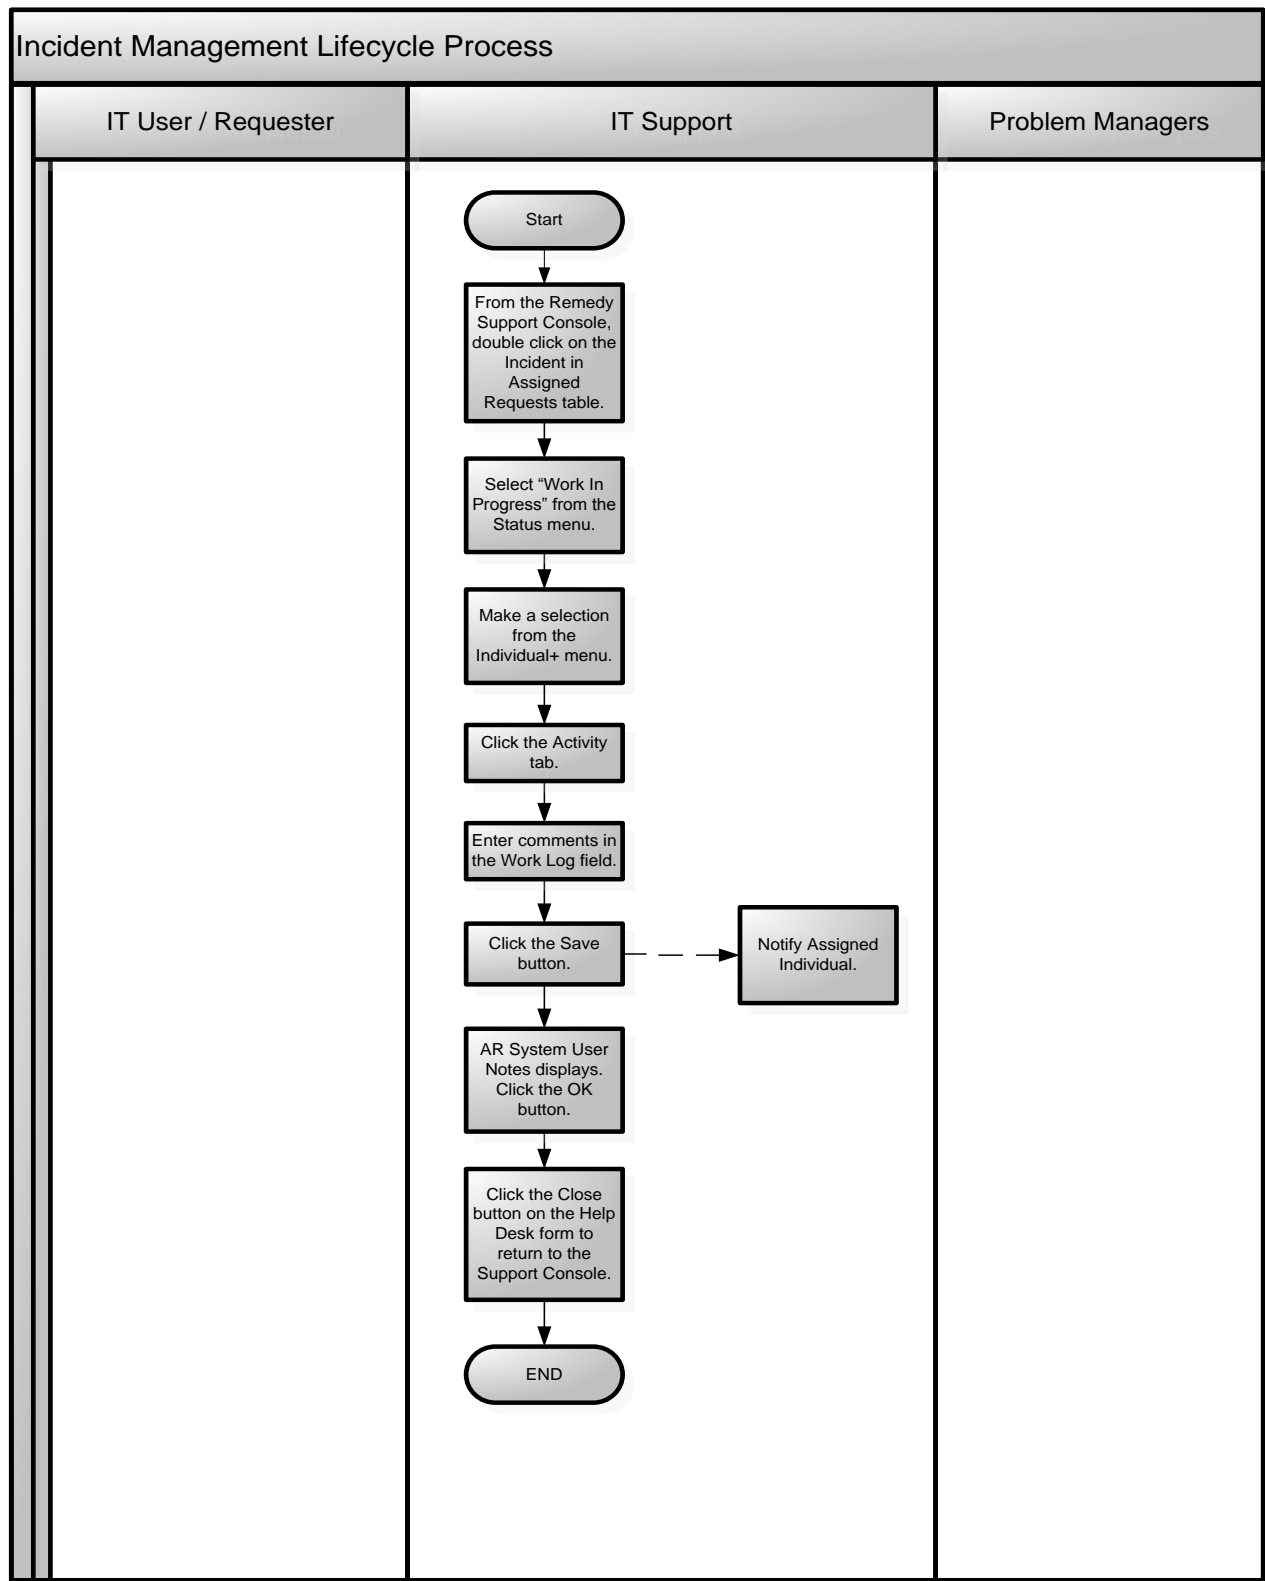 Incident Management Lifecycle Process
IT User / Requester
IT Support
Problem Managers
Start
From the Remedy
Support Console,
double click on the
Incident in
Assigned
Requests table.
Select “Work In
Progress” from the
Status menu.
Make a selection
from the
Individual+ menu.
Click the Activity
tab.
Enter comments in
the Work Log field.
Click the Save
button.
Notify Assigned
Individual.
AR System User
Notes displays.
Click the OK
button.
Click the Close
button on the Help
Desk form to
return to the
Support Console.
END